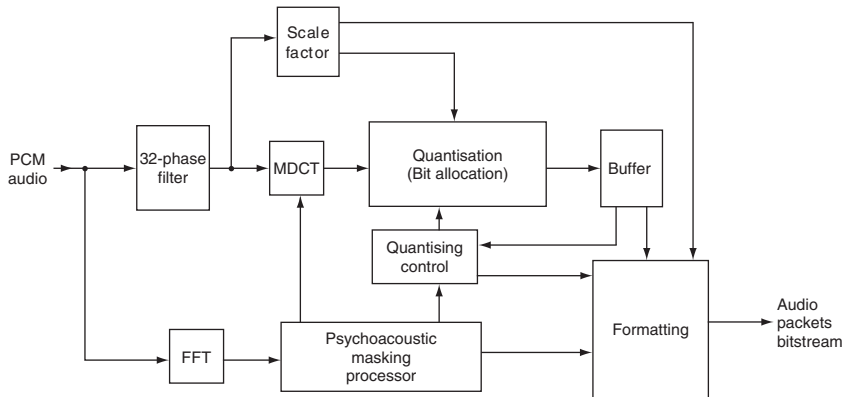 Scale
factor
PCM
audio
32-phase
filter
MDCT
Quantisation
(Bit allocation)
Buffer
Quantising
control
FFT
Psychoacoustic
masking
processor
Formatting
Audio
packets
bitstream